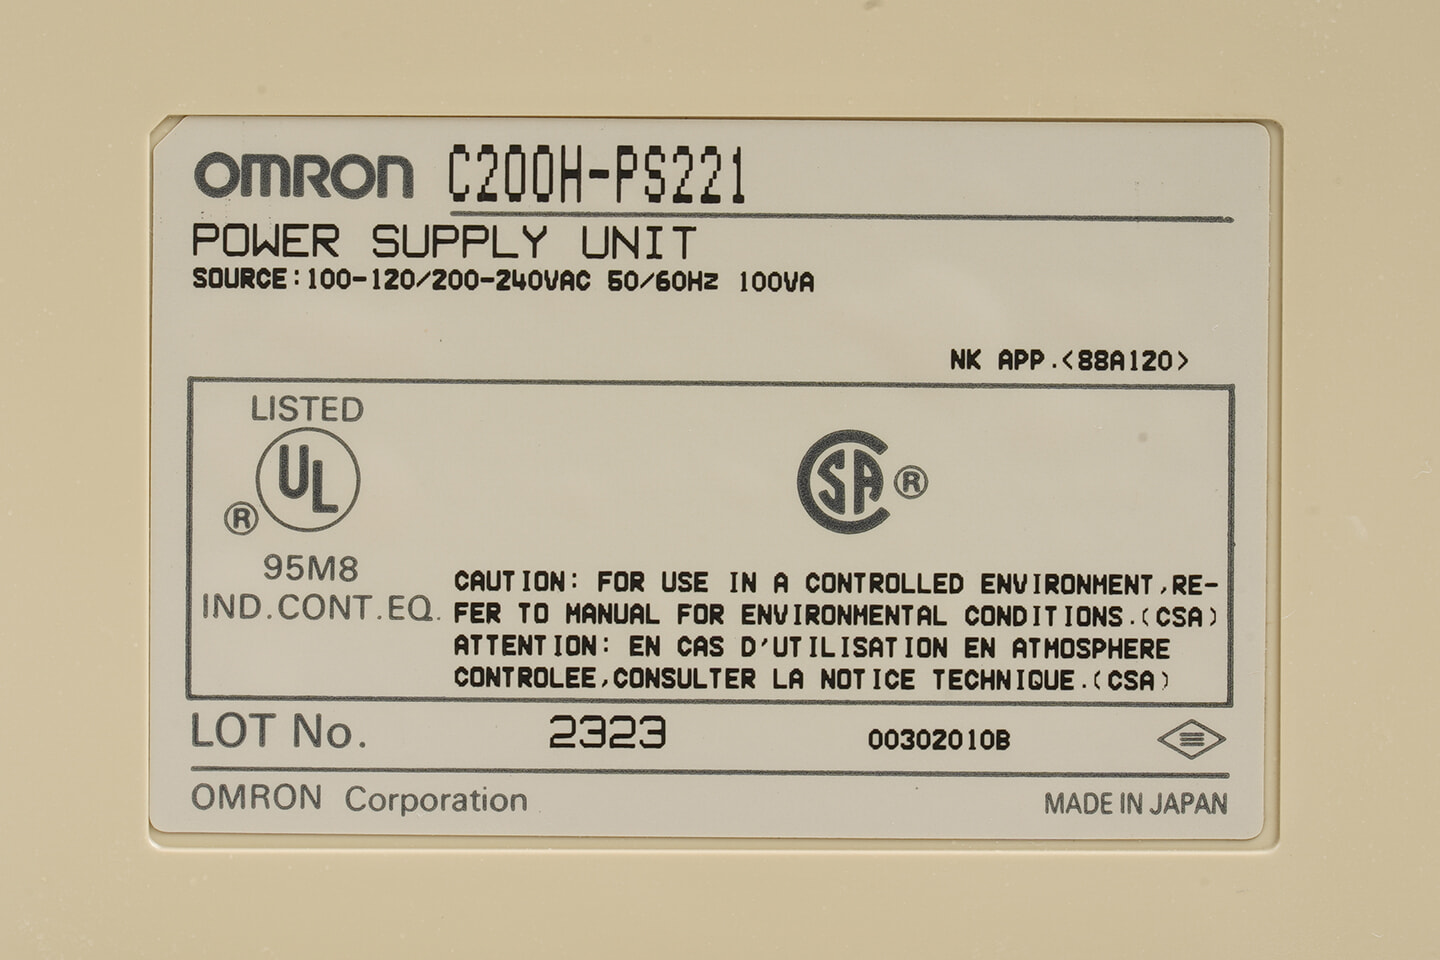 OMRON C200H-PS221
POWER SUPPLY UNIT
SOURCE:100-120/200-240VAC 50/60Hz 100VA
NK APP.<88A120>
LISTED
UL
®
95M8
IND.CONT.EQ.
CSA ®
CAUTION: FOR USE IN A CONTROLLED ENVIRONMENT,RE-
FER TO MANUAL FOR ENVIRONMENTAL CONDITIONS.(CSA)
ATTENTION: EN CAS D'UTILISATION EN ATMOSPHERE
CONTROLEE,CONSULTER LA NOTICE TECHNIQUE.(CSA)
LOT No. 2323 00302010B
OMRON Corporation MADE IN JAPAN